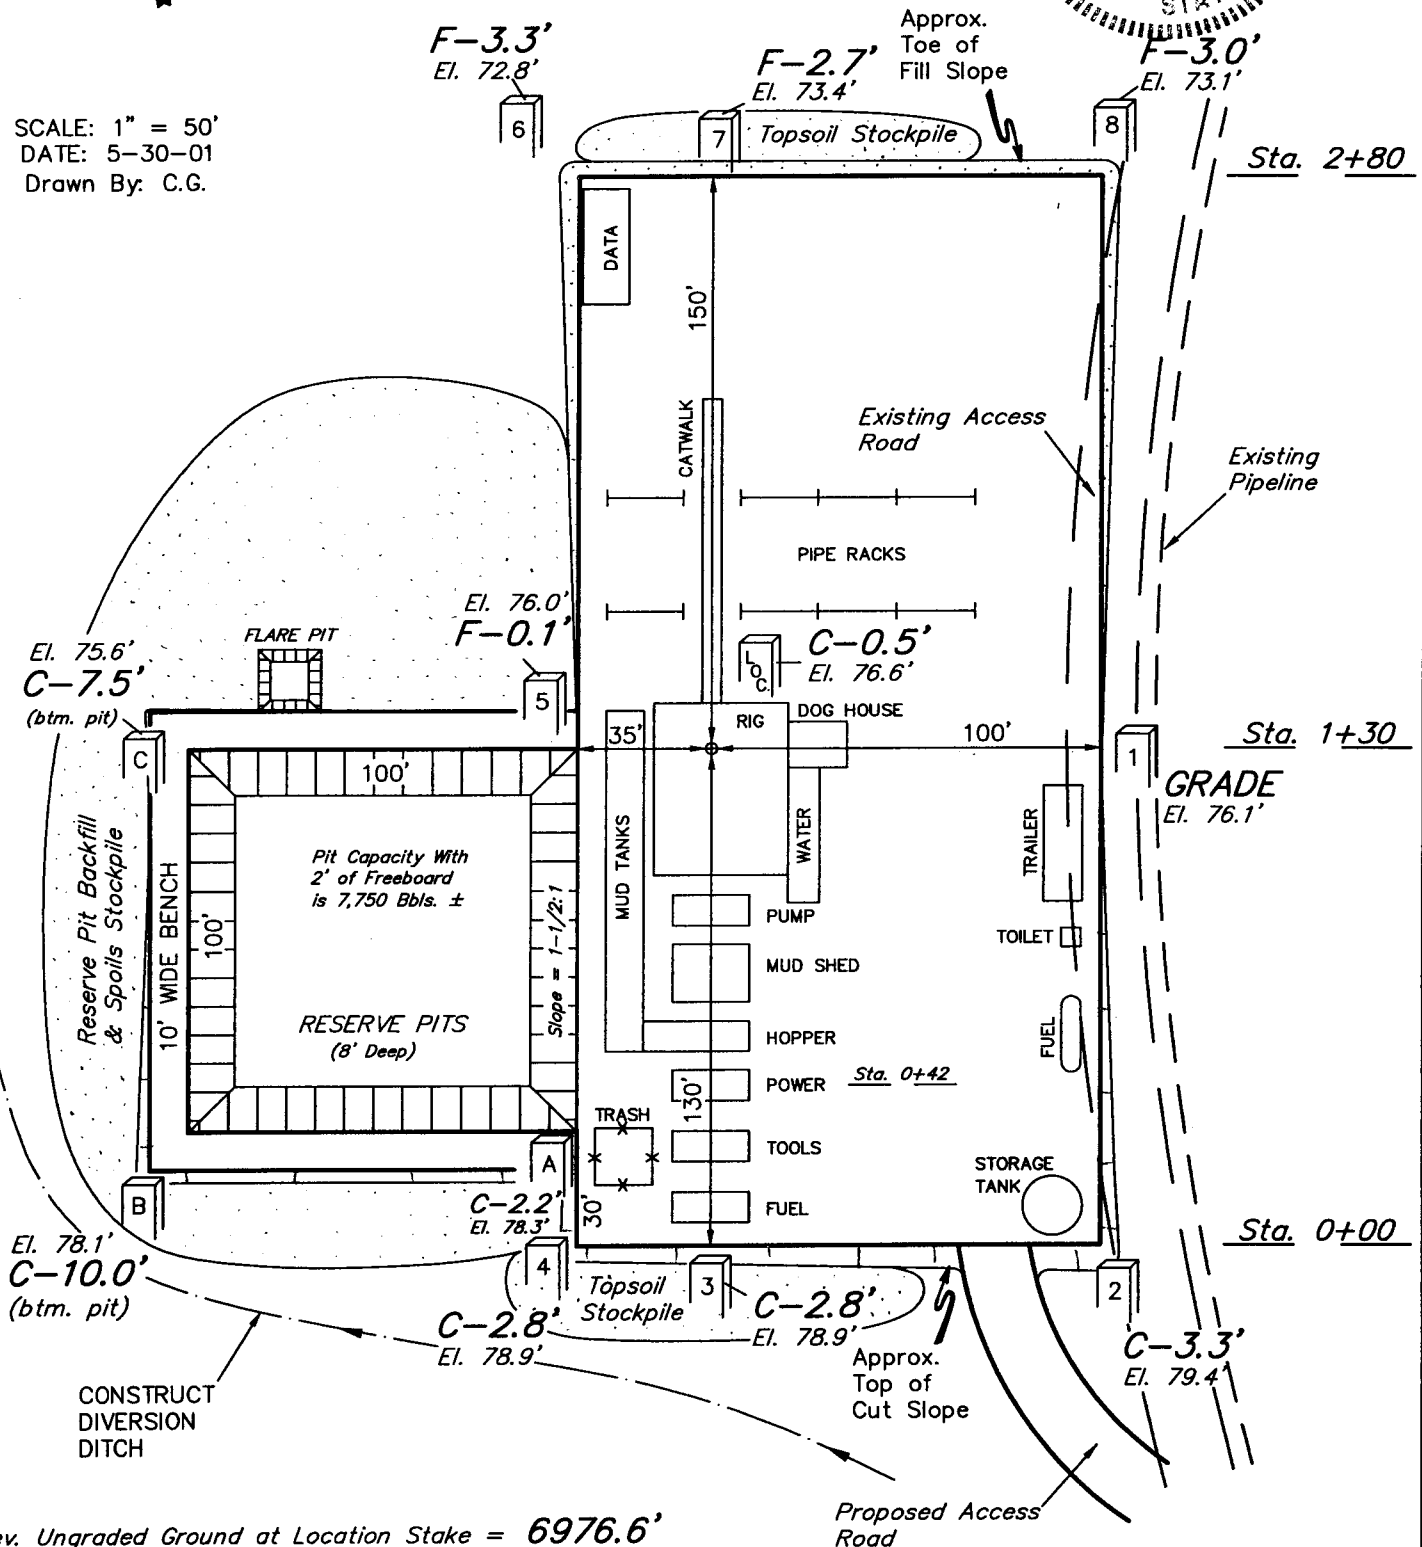 STA
SCALE: 1" = 50'
DATE: 5-30-01
Drawn By: C.G.
F-3.3'
El. 72.8'
6
F-2.7'
El. 73.4'
7
Topsoil Stockpile
Approx.
Toe of
Fill Slope
F-3.0'
El. 73.1'
8
Sta. 2+80
DATA
150'
CATWALK
Existing Access
Road
Existing
Pipeline
PIPE RACKS
El. 76.0'
F-0.1'
5
FLARE PIT
El. 75.6'
C-7.5'
(btm. pit)
C
LOC.
C-0.5'
El. 76.6'
RIG
DOG HOUSE
35'
100'
1
Sta. 1+30
GRADE
El. 76.1'
100'
Pit Capacity With
2' of Freeboard
is 7,750 Bbls. ±
RESERVE PITS
(8' Deep)
100'
Slope = 1-1/2:1
10' WIDE BENCH
Reserve Pit Backfill
& Spoils Stockpile
MUD TANKS
WATER
TRAILER
PUMP
TOILET
MUD SHED
HOPPER
FUEL
POWER
Sta. 0+42
130'
TRASH
TOOLS
STORAGE
TANK
FUEL
A
C-2.2'
El. 78.3'
30'
B
El. 78.1'
C-10.0'
(btm. pit)
Sta. 0+00
4
C-2.8'
El. 78.9'
Topsoil
Stockpile
3
C-2.8'
El. 78.9'
2
C-3.3'
El. 79.4'
Approx.
Top of
Cut Slope
CONSTRUCT
DIVERSION
DITCH
Proposed Access
Road
ev. Ungraded Ground at Location Stake = 6976.6'